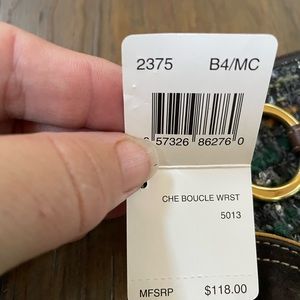 2375 B4/MC
57326 86276 0
CHE BOUCLE WRST
5013
MFSRP $118.00